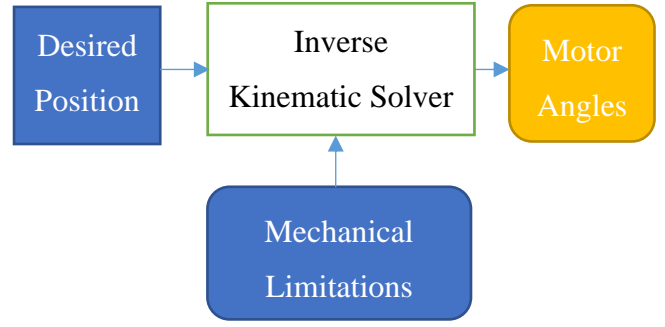 Desired
Position
Inverse
Kinematic Solver
Motor
Angles
Mechanical
Limitations